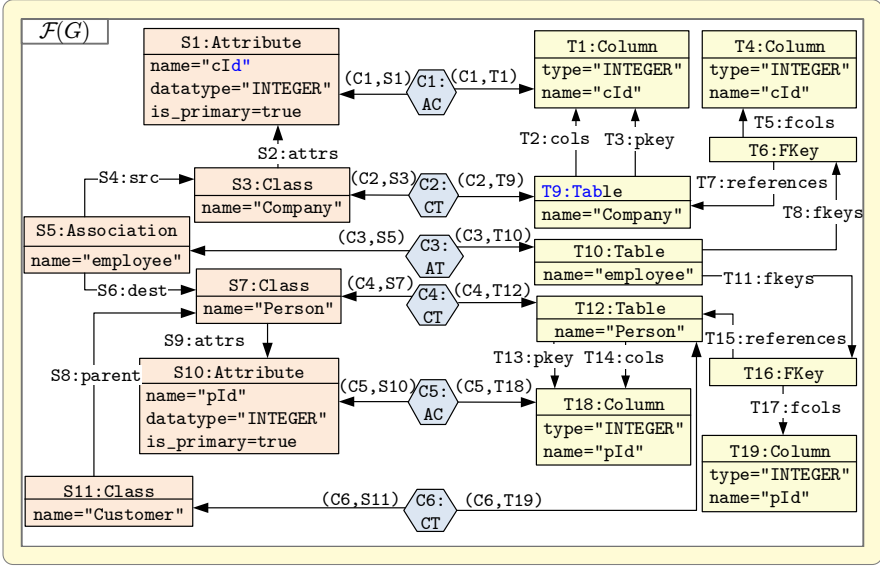 F(G)
S1:Attribute
name="cId"
datatype="INTEGER"
is_primary=true
(C1,S1)
C1:
AC
(C1,T1)
T1:Column
type="INTEGER"
name="cId"
T4:Column
type="INTEGER"
name="cId"
S2:attrs
T2:cols
T3:pkey
T5:fcols
T6:FKey
S4:src
S3:Class
name="Company"
(C2,S3)
C2:
CT
(C2,T9)
T9:Table
name="Company"
T7:references
T8:fkeys
S5:Association
name="employee"
(C3,S5)
C3:
AT
(C3,T10)
T10:Table
name="employee"
T11:fkeys
S6:dest
S7:Class
name="Person"
(C4,S7)
C4:
CT
(C4,T12)
T12:Table
name="Person"
T15:references
S9:attrs
T13:pkey
T14:cols
T16:FKey
S8:parent
S10:Attribute
name="pId"
datatype="INTEGER"
is_primary=true
(C5,S10)
C5:
AC
(C5,T18)
T18:Column
type="INTEGER"
name="pId"
T17:fcols
T19:Column
type="INTEGER"
name="pId"
S11:Class
name="Customer"
(C6,S11)
C6:
CT
(C6,T19)